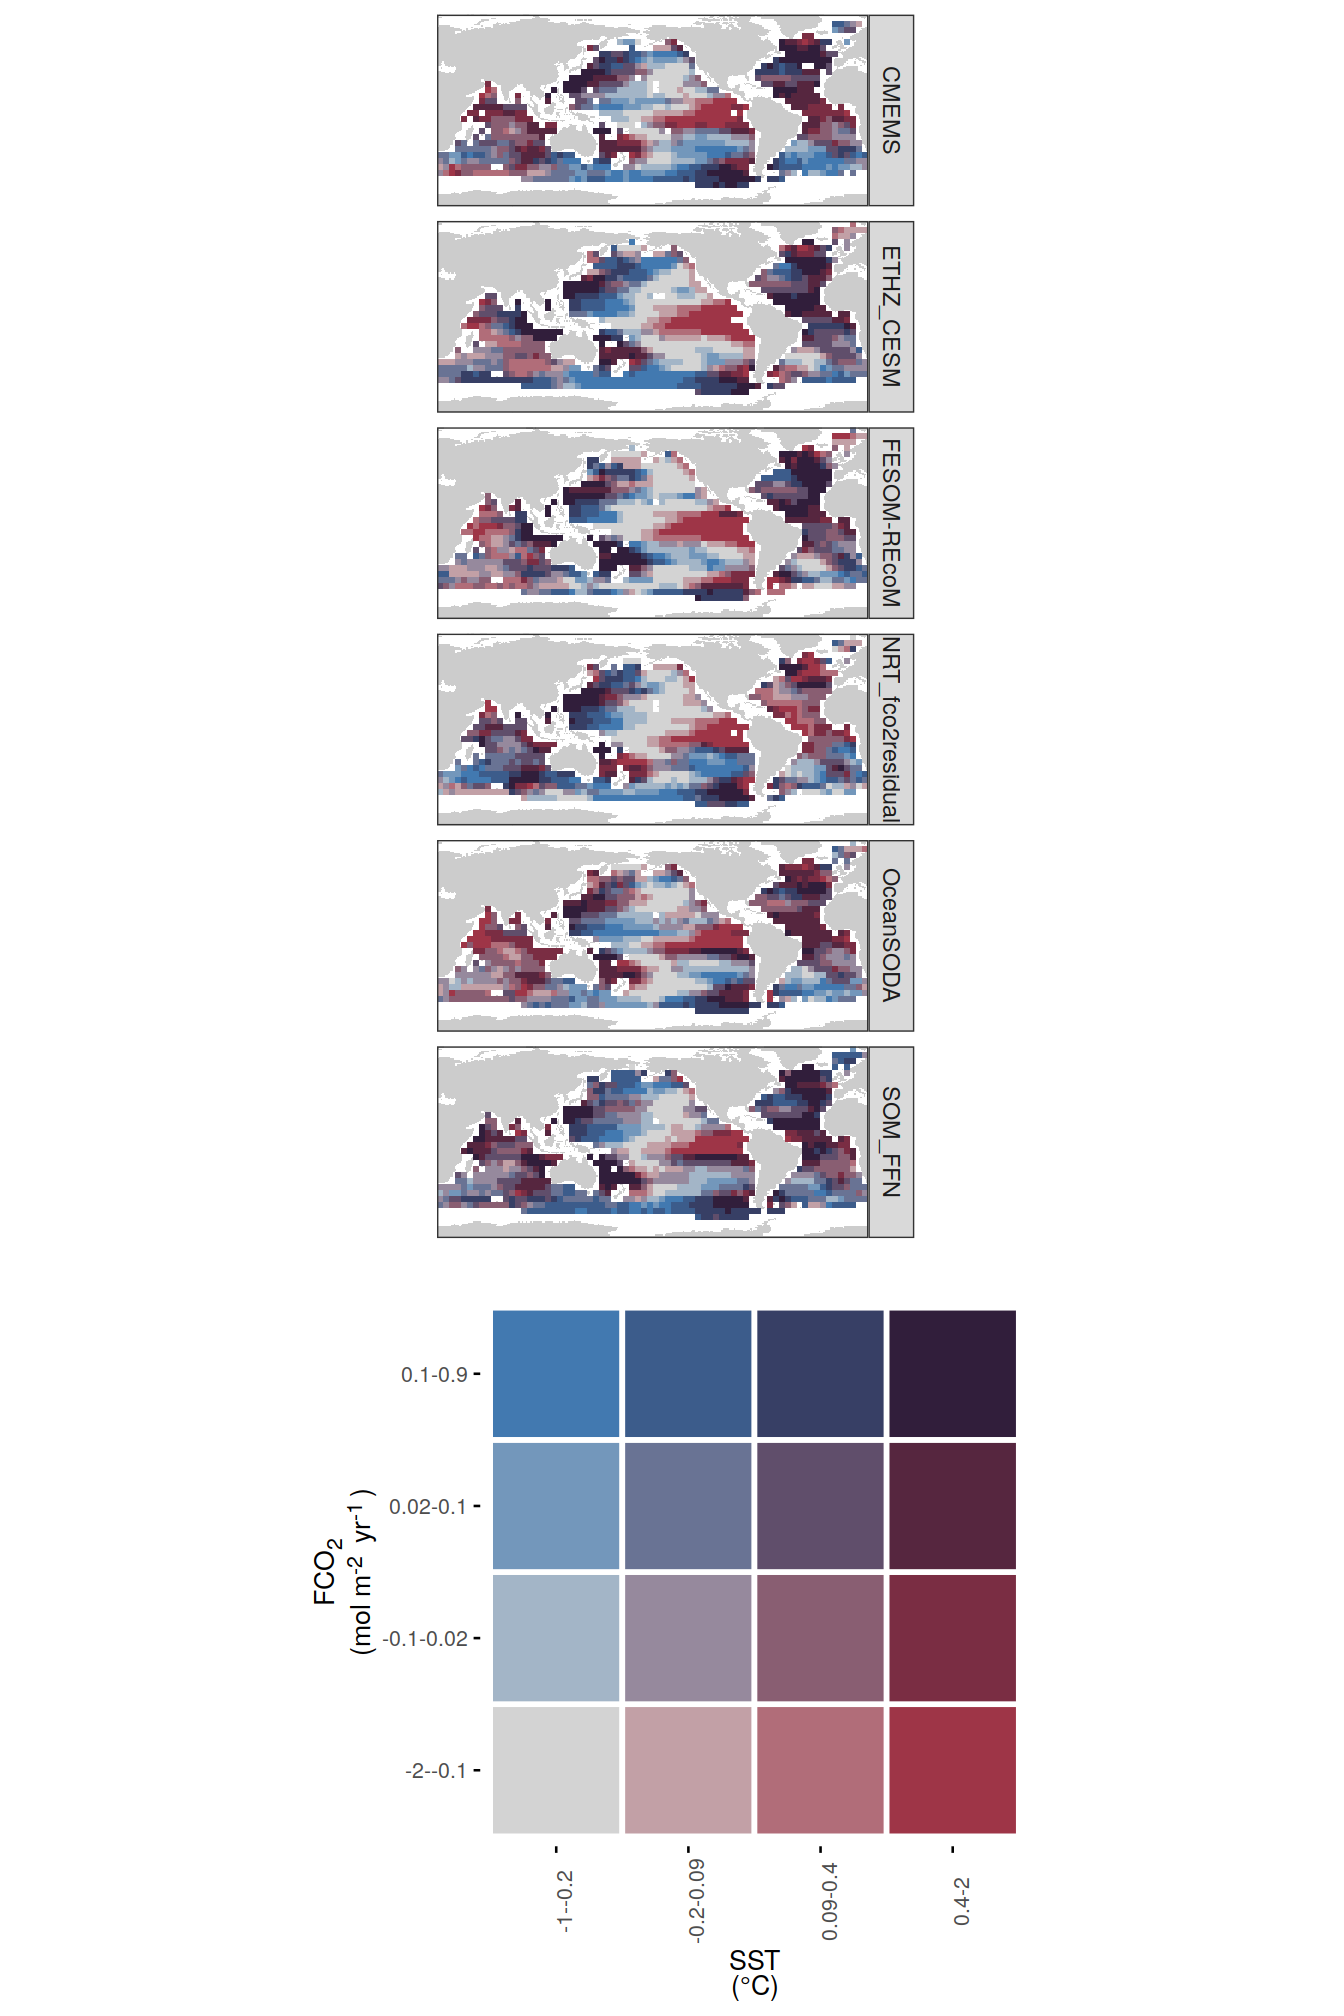 CMEMS
ETHZ_CESM
FESOM-REcoM
NRT_fco2residual
OceanSODA
SOM_FFN
FCO2
(mol m-2 yr-1 )
0.1-0.9
0.02-0.1
-0.1-0.02
-2--0.1
-1--0.2
-0.2-0.09
0.09-0.4
0.4-2
SST
(°C)